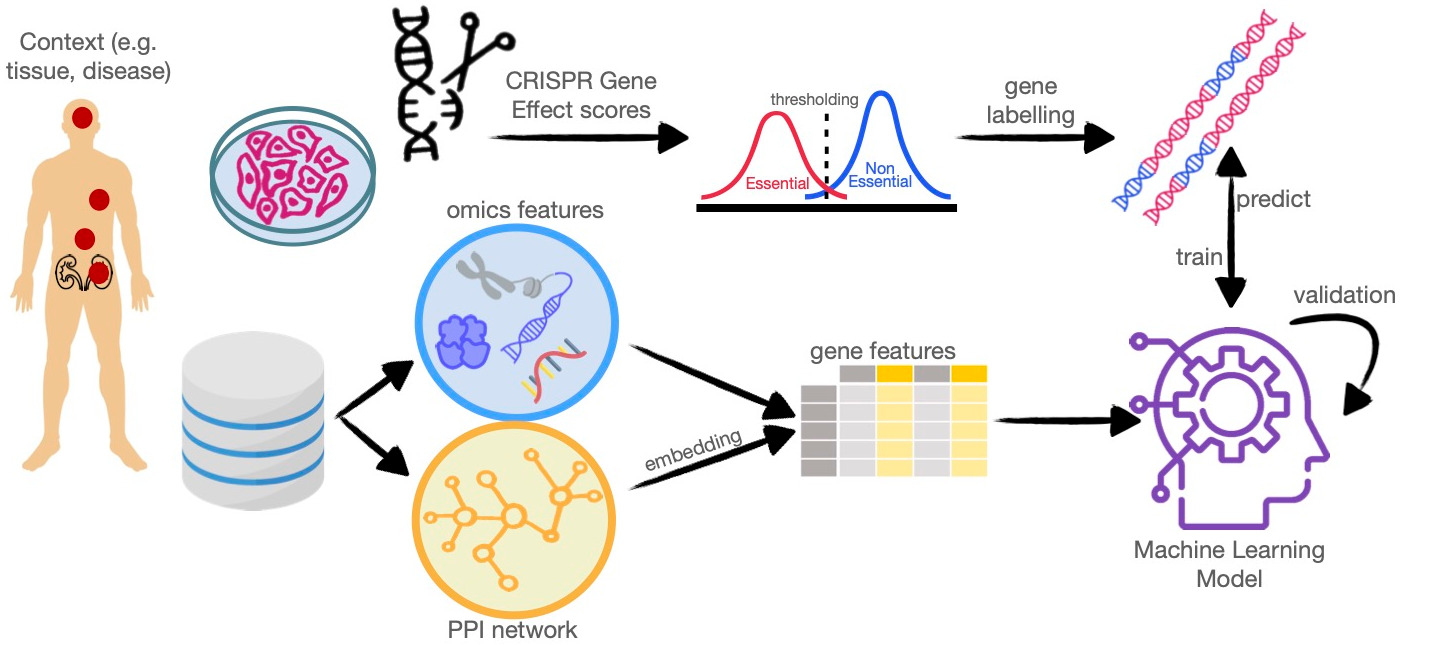 Context (e.g.
tissue, disease)
CRISPR Gene
Effect scores
thresholding
Essential
Non
Essential
gene
labelling
predict
train
validation
omics features
gene features
embedding
PPI network
Machine Learning
Model